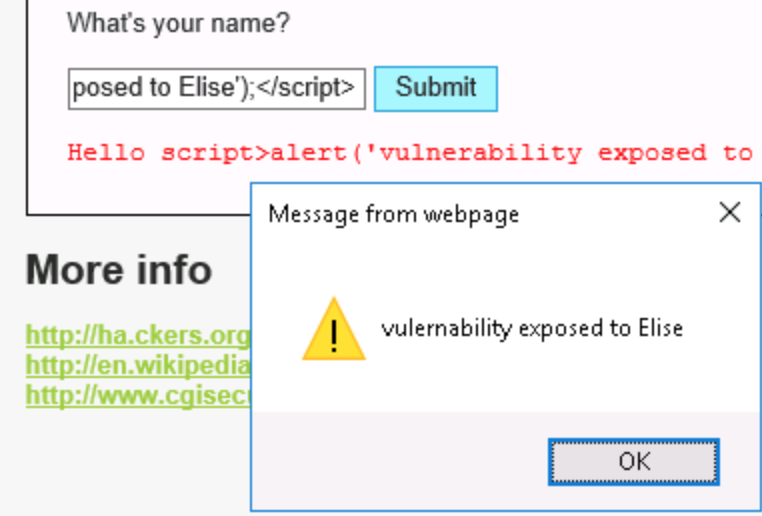 What's your name?
posed to Elise');</script> Submit
Hello script>alert('vulnerability exposed to
Message from webpage
More info
vulernability exposed to Elise
http://ha.ckers.org
http://en.wikipedia
http://www.cgisec
OK